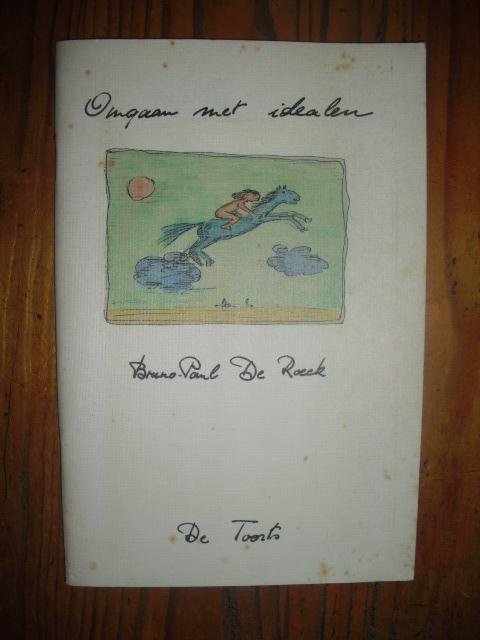 Omgaan met idealen
Bruno-Paul De Roeck
De Toorts